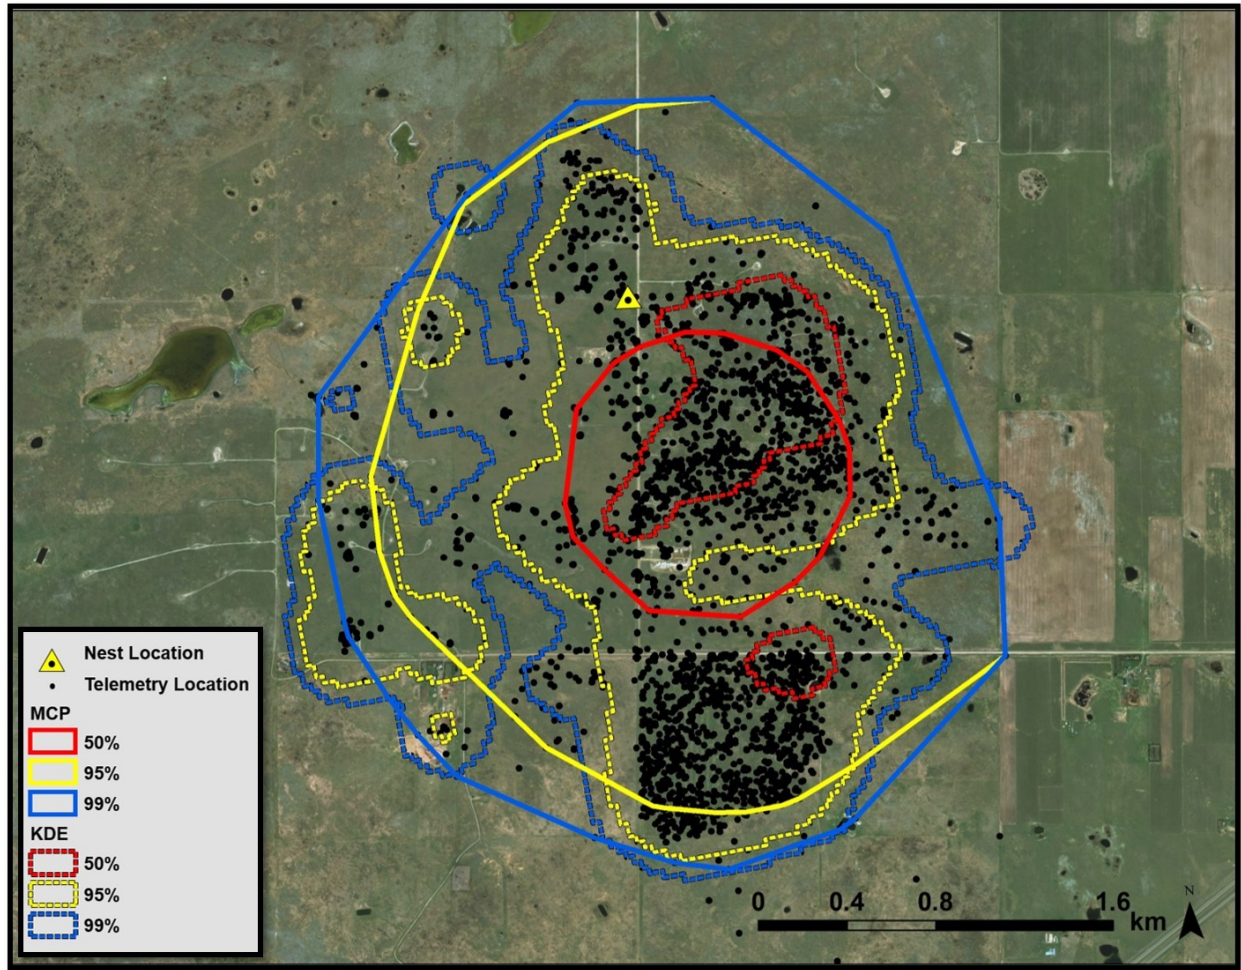 Nest Location
Telemetry Location
MCP
50%
95%
99%
KDE
50%
95%
99%
0 0.4 0.8 1.6
km
N